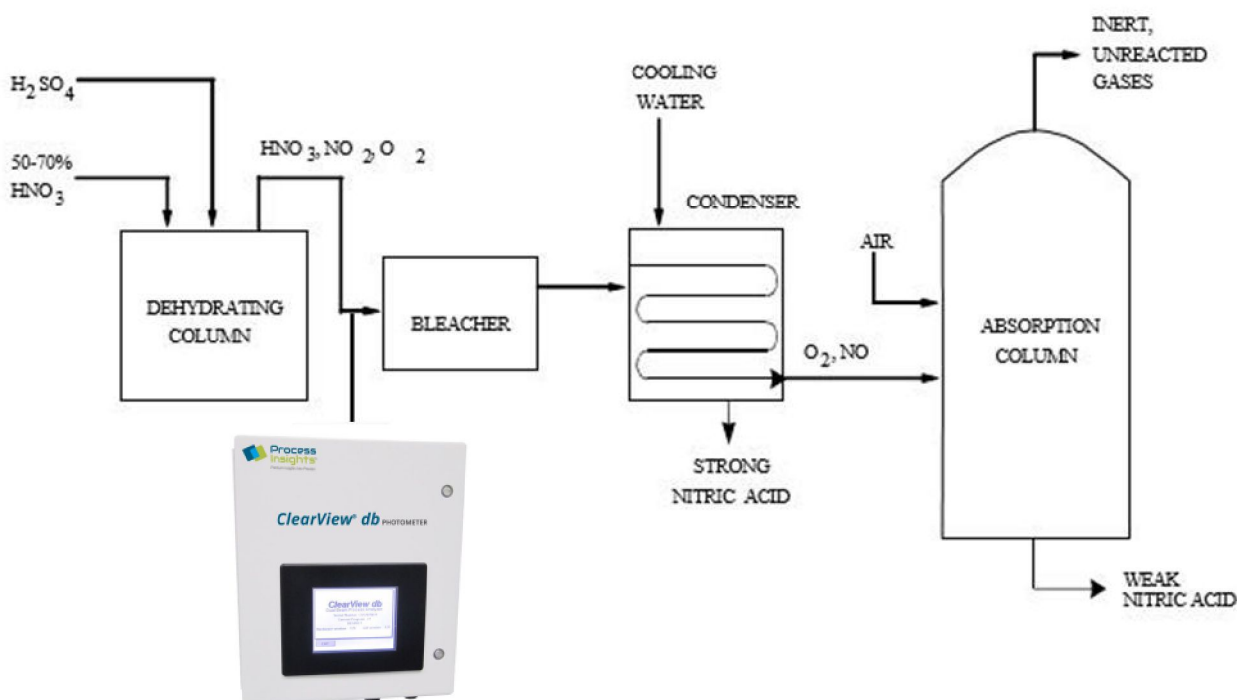 H2SO4
50-70%
HNO3
HNO3, NO2, O 2
DEHYDRATING
COLUMN
BLEACHER
COOLING
WATER
CONDENSER
STRONG
NITRIC ACID
O2, NO
AIR
INERT,
UNREACTED
GASES
ABSORPTION
COLUMN
WEAK
NITRIC ACID
Process
Insights
ClearView® db PHOTOMETER
ClearView db